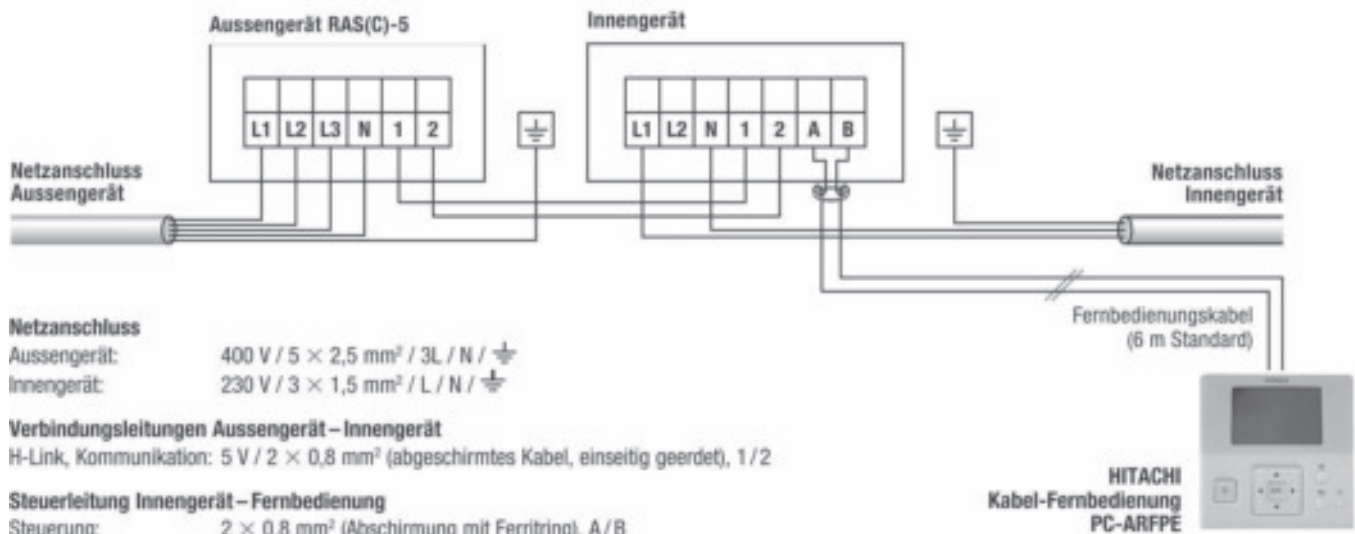 Aussengerät RAS(C)-5
Innengerät
L1 L2 L3 N 1 2
L1 L2 N 1 2 A B
Netzanschluss
Aussengerät
Netzanschluss
Innengerät
Fernbedienungskabel
(6 m Standard)
Netzanschluss
Aussengerät: 400 V / 5 × 2,5 mm² / 3L / N / ⏚
Innengerät: 230 V / 3 × 1,5 mm² / L / N / ⏚
Verbindungsleitungen Aussengerät – Innengerät
H-Link, Kommunikation: 5 V / 2 × 0,8 mm² (abgeschirmtes Kabel, einseitig geerdet), 1/2
Steuerleitung Innengerät – Fernbedienung
Steuerung: 2 × 0,8 mm² (Abschirmung mit Ferritring), A/B
HITACHI
Kabel-Fernbedienung
PC-ARFPE